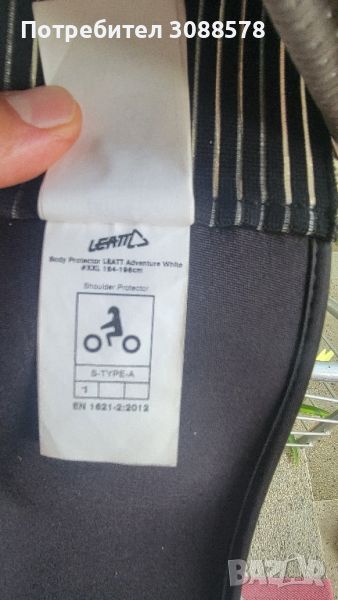 Потребител 3088578
LEATT
Body Protector LEATT Adventure White
#XXL 184-196cm
Shoulder Protector
S-TYPE-A
1
EN 1621-2:2012
BAZAR